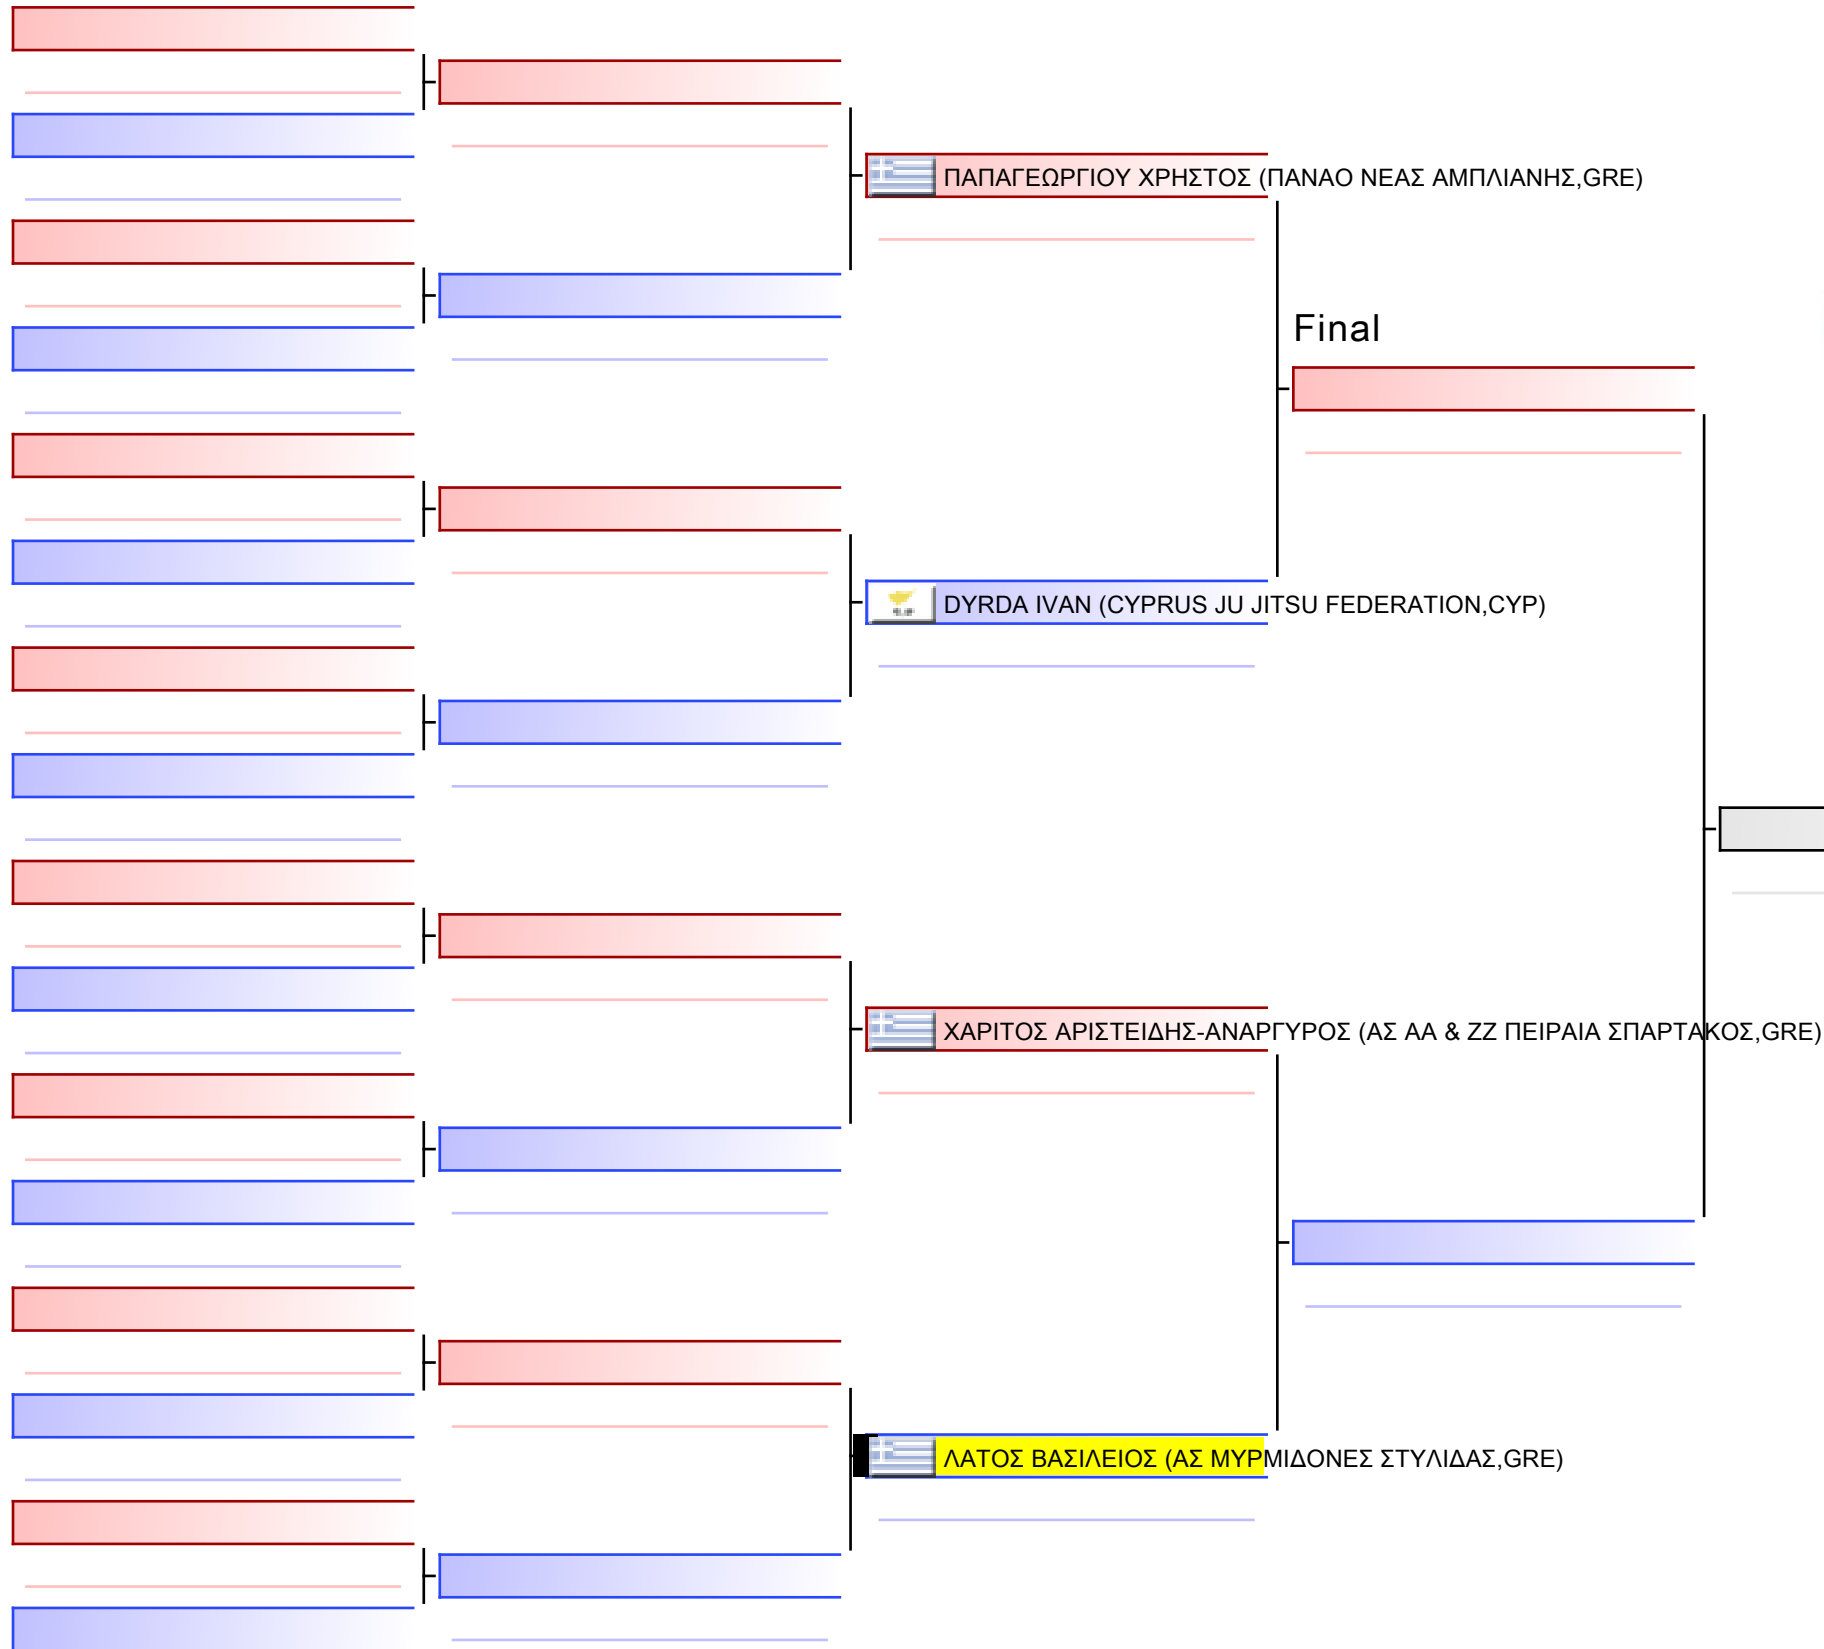 ΠΑΠΑΓΕΩΡΓΙΟΥ ΧΡΗΣΤΟΣ (ΠΑΝΑΟ ΝΕΑΣ ΑΜΠΛΙΑΝΗΣ,GRE)
Final
DYRDA IVAN (CYPRUS JU JITSU FEDERATION,CYP)
ΧΑΡΙΤΟΣ ΑΡΙΣΤΕΙΔΗΣ-ΑΝΑΡΓΥΡΟΣ (ΑΣ ΑΑ & ΖΖ ΠΕΙΡΑΙΑ ΣΠΑΡΤΑΚΟΣ,GRE)
ΛΑΤΟΣ ΒΑΣΙΛΕΙΟΣ (ΑΣ ΜΥΡΜΙΔΟΝΕΣ ΣΤΥΛΙΔΑΣ,GRE)